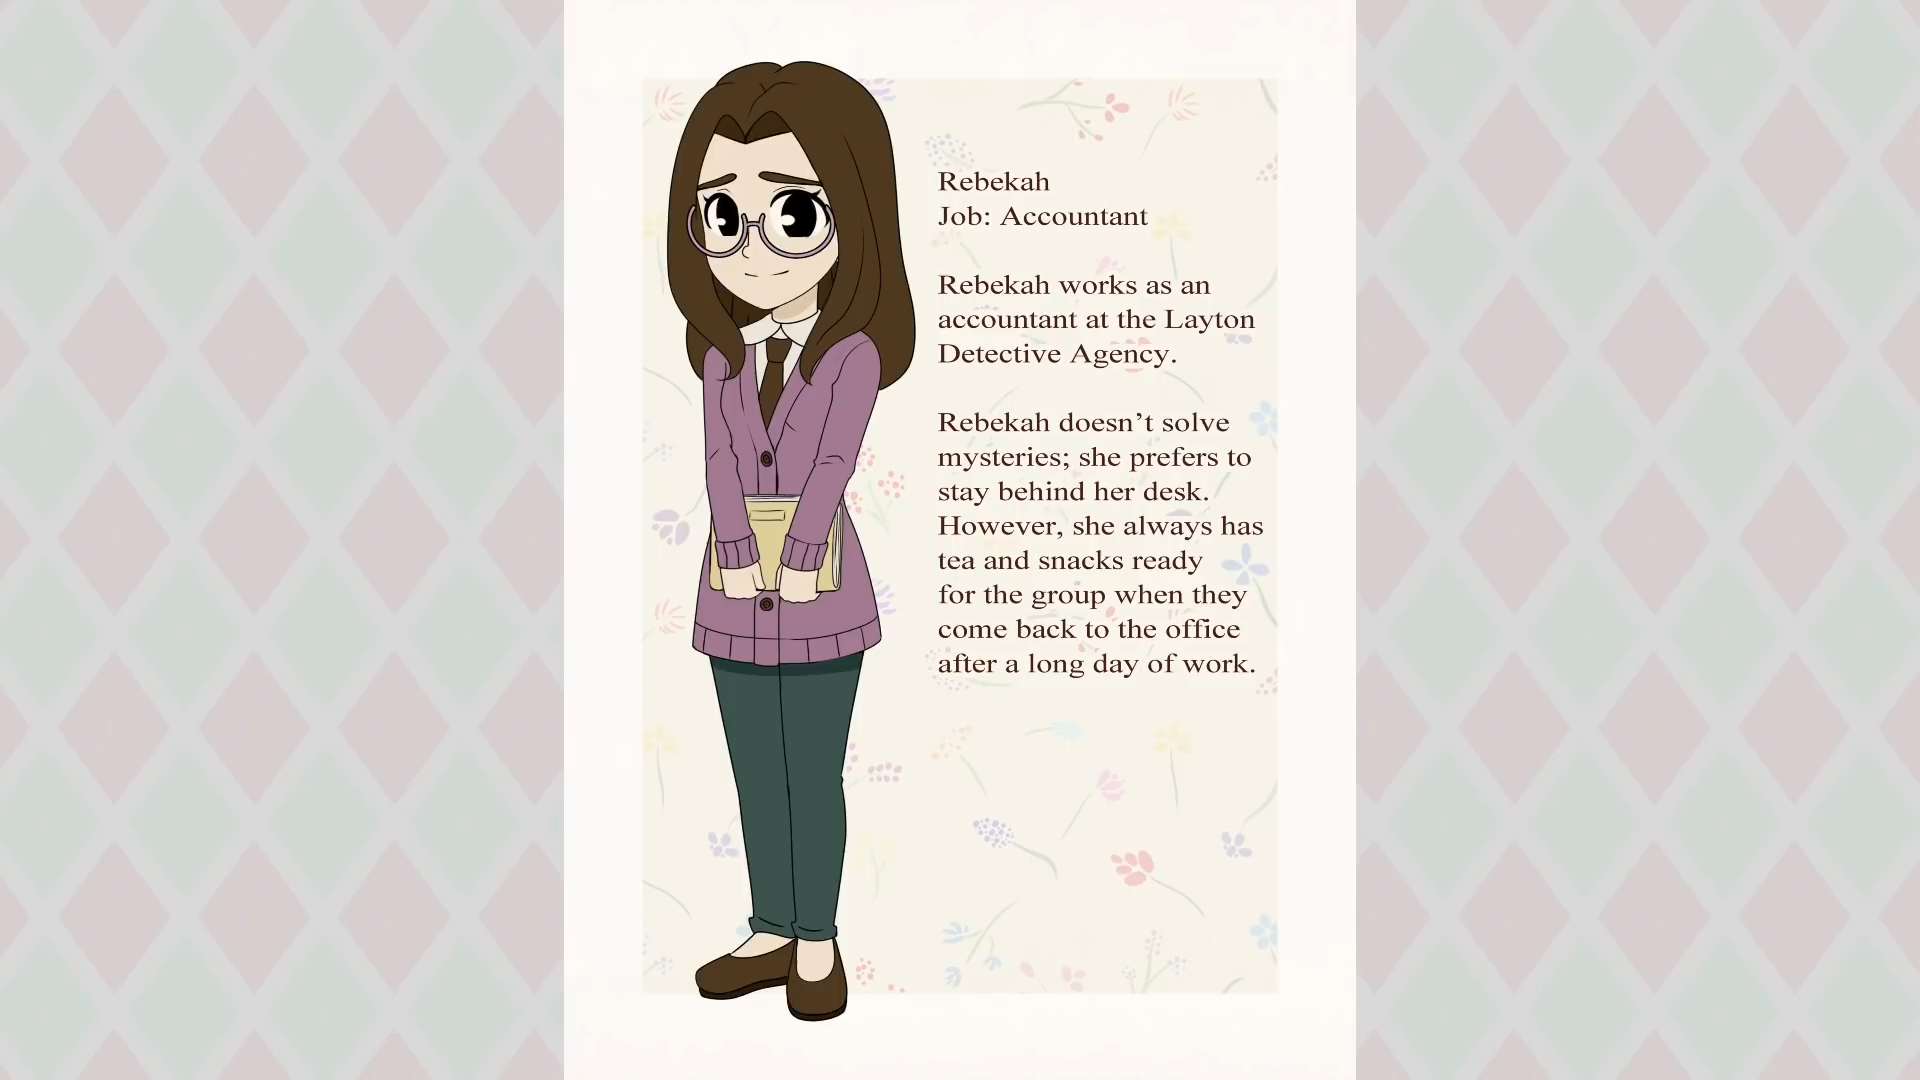 Rebekah
Job: Accountant
Rebekah works as an
accountant at the Layton
Detective Agency.
Rebekah doesn’t solve
mysteries; she prefers to
stay behind her desk.
However, she always has
tea and snacks ready
for the group when they
come back to the office
after a long day of work.